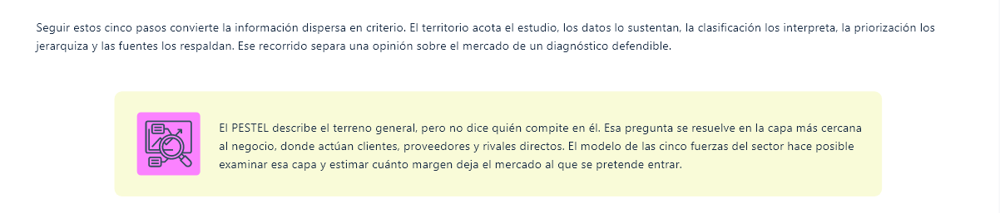 Seguir estos cinco pasos convierte la información dispersa en criterio. El territorio acota el estudio, los datos lo sustentan, la clasificación los interpreta, la priorización los
jerarquiza y las fuentes los respaldan. Ese recorrido separa una opinión sobre el mercado de un diagnóstico defendible.
El PESTEL describe el terreno general, pero no dice quién compite en él. Esa pregunta se resuelve en la capa más cercana
al negocio, donde actúan clientes, proveedores y rivales directos. El modelo de las cinco fuerzas del sector hace posible
examinar esa capa y estimar cuánto margen deja el mercado al que se pretende entrar.